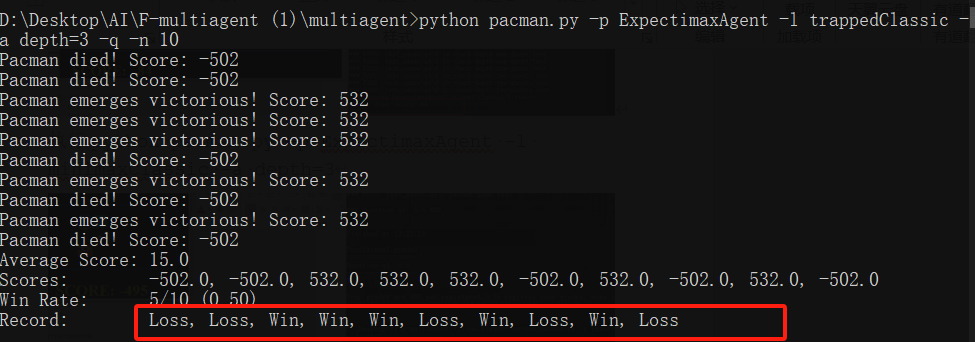 D:\Desktop\AI\F-multiagent (1)\multiagent>python pacman.py -p ExpectimaxAgent -l trappedClassic -
a depth=3 -q -n 10
Pacman died! Score: -502
Pacman died! Score: -502
Pacman emerges victorious! Score: 532
Pacman emerges victorious! Score: 532
Pacman emerges victorious! Score: 532
Pacman died! Score: -502
Pacman emerges victorious! Score: 532
Pacman died! Score: -502
Pacman emerges victorious! Score: 532
Pacman died! Score: -502
Average Score: 15.0
Scores: -502.0, -502.0, 532.0, 532.0, 532.0, -502.0, 532.0, -502.0, 532.0, -502.0
Win Rate: 5/10 (0.50)
Record: Loss, Loss, Win, Win, Win, Loss, Win, Loss, Win, Loss